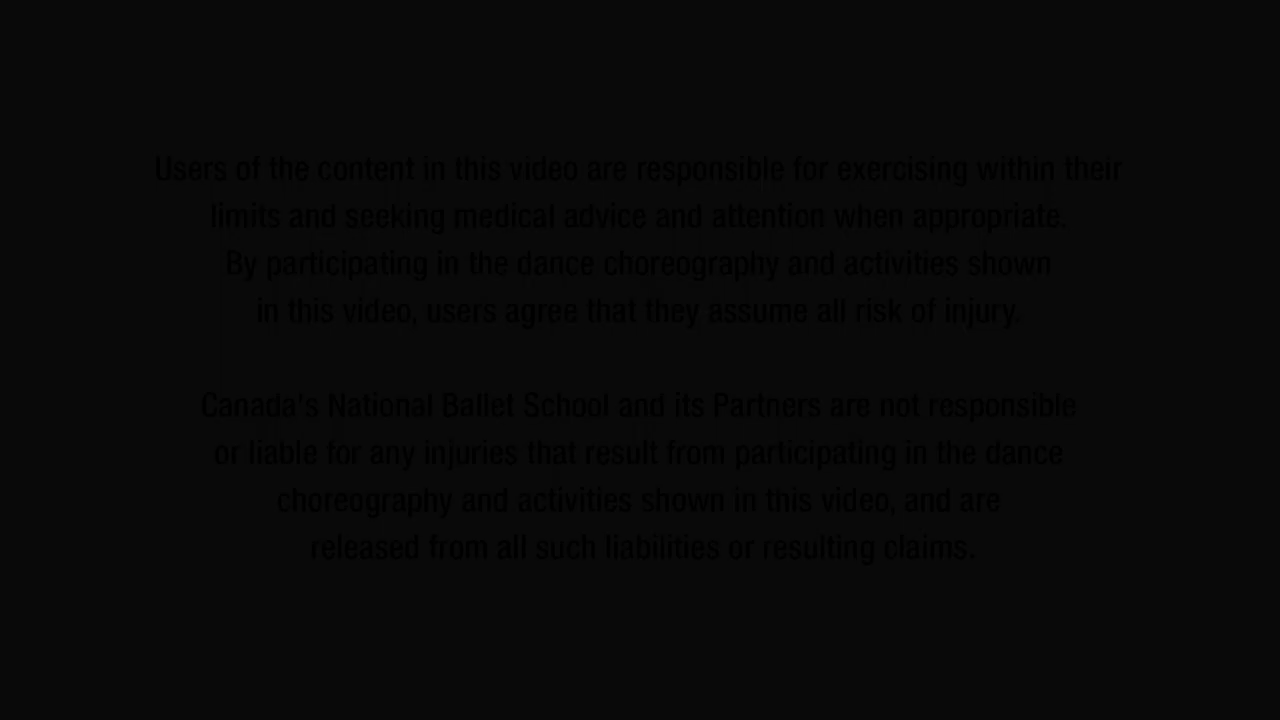 Users of the content in this video are responsible for exercising within their
limits and seeking medical advice and attention when appropriate.
By participating in the dance choreography and activities shown
in this video, users agree that they assume all risk of injury.
Canada's National Ballet School and its Partners are not responsible
or liable for any injuries that result from participating in the dance
choreography and activities shown in this video, and are
released from all such liabilities or resulting claims.